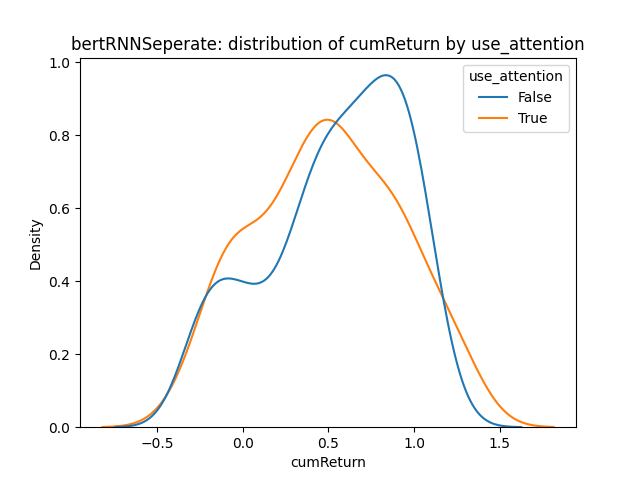 bertRNNSeperate: distribution of cumReturn by use_attention
use_attention
False
True
1.0
0.8
0.6
0.4
0.2
0.0
Density
−0.5 0.0 0.5 1.0 1.5
cumReturn